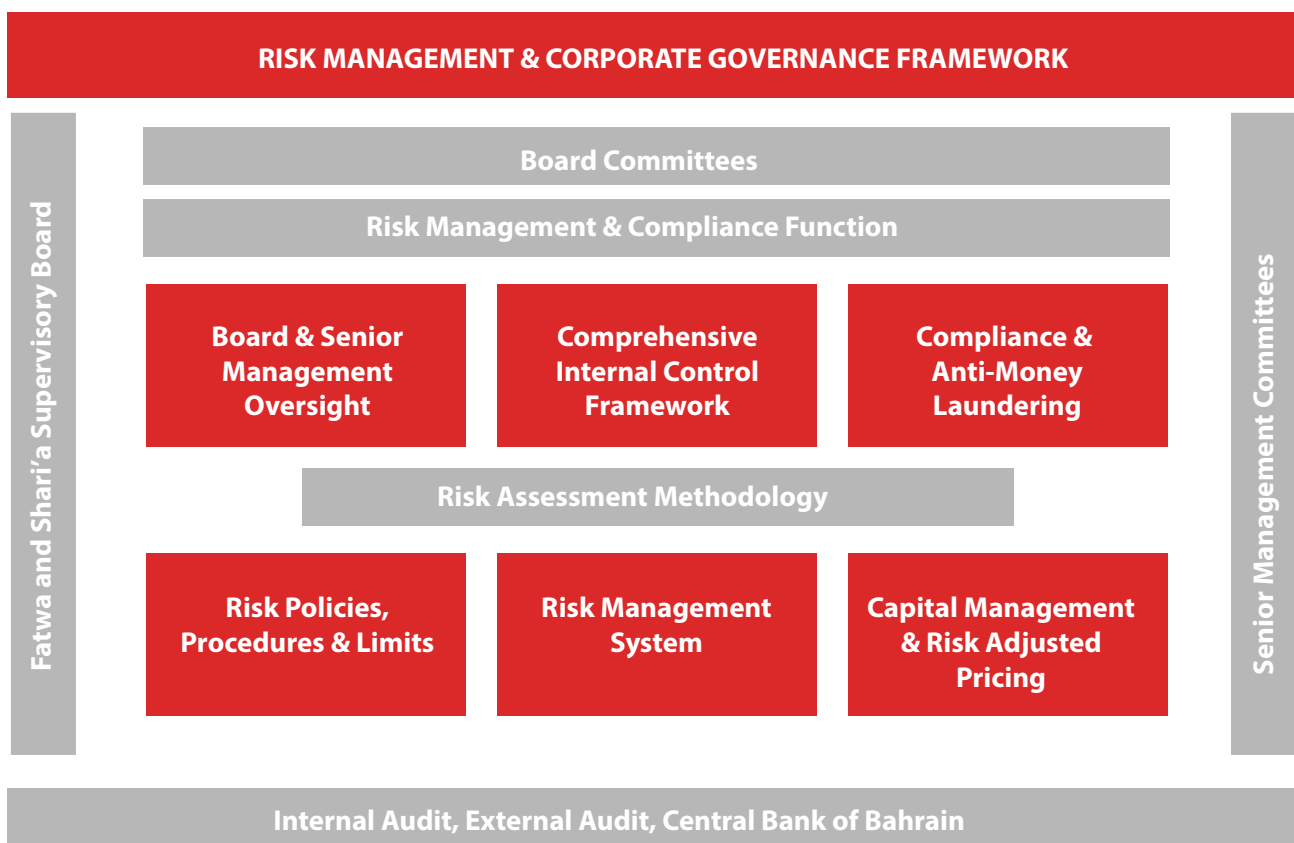 RISK MANAGEMENT & CORPORATE GOVERNANCE FRAMEWORK
Fatwa and Shari’a Supervisory Board
Board Committees
Risk Management & Compliance Function
Board & Senior
Management
Oversight
Comprehensive
Internal Control
Framework
Compliance &
Anti-Money
Laundering
Risk Assessment Methodology
Risk Policies,
Procedures & Limits
Risk Management
System
Capital Management
& Risk Adjusted
Pricing
Senior Management Committees
Internal Audit, External Audit, Central Bank of Bahrain